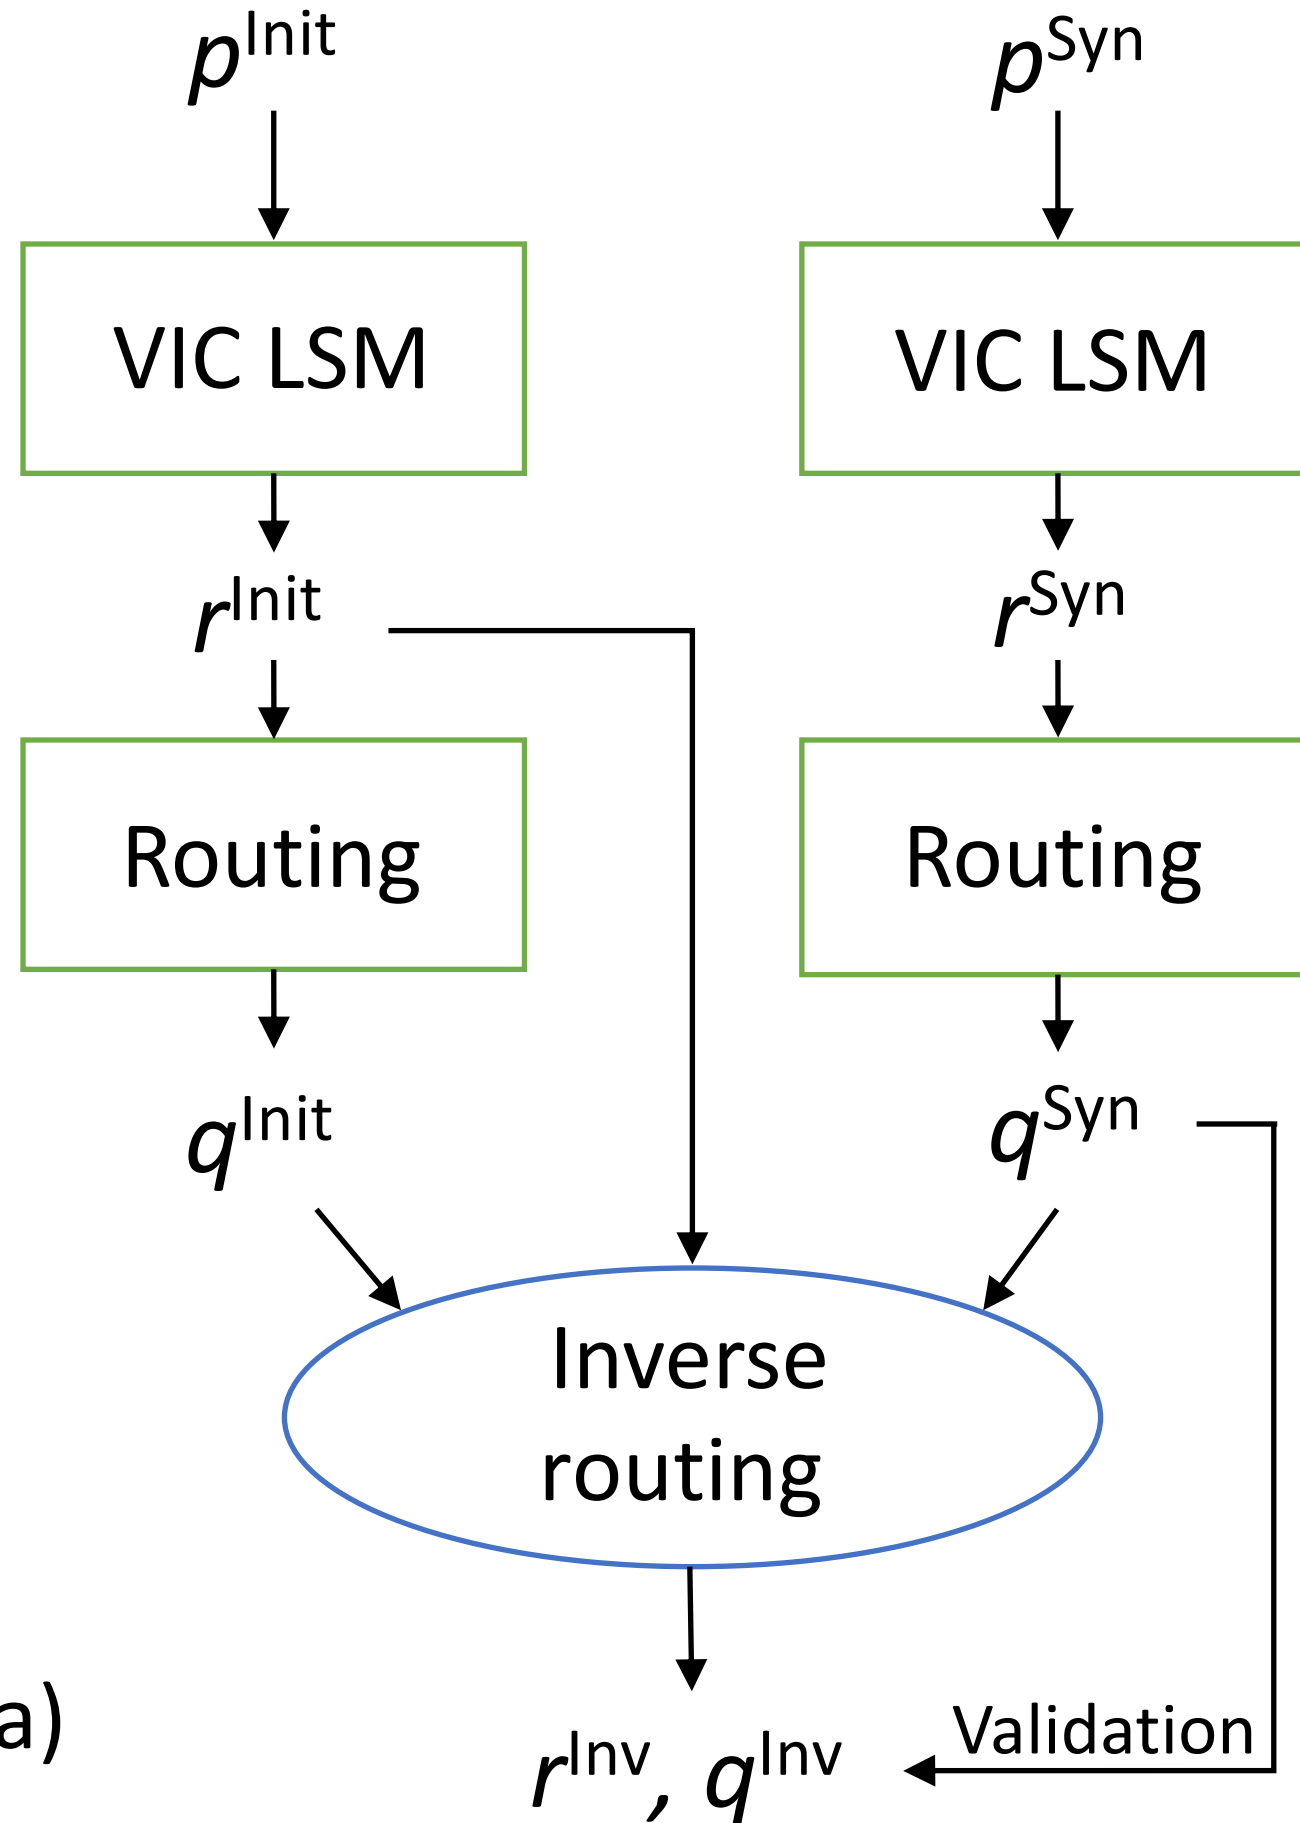 p^Init
p^Syn
VIC LSM
VIC LSM
r^Init
r^Syn
Routing
Routing
q^Init
q^Syn
Inverse
routing
a)
Validation
r^Inv, q^Inv